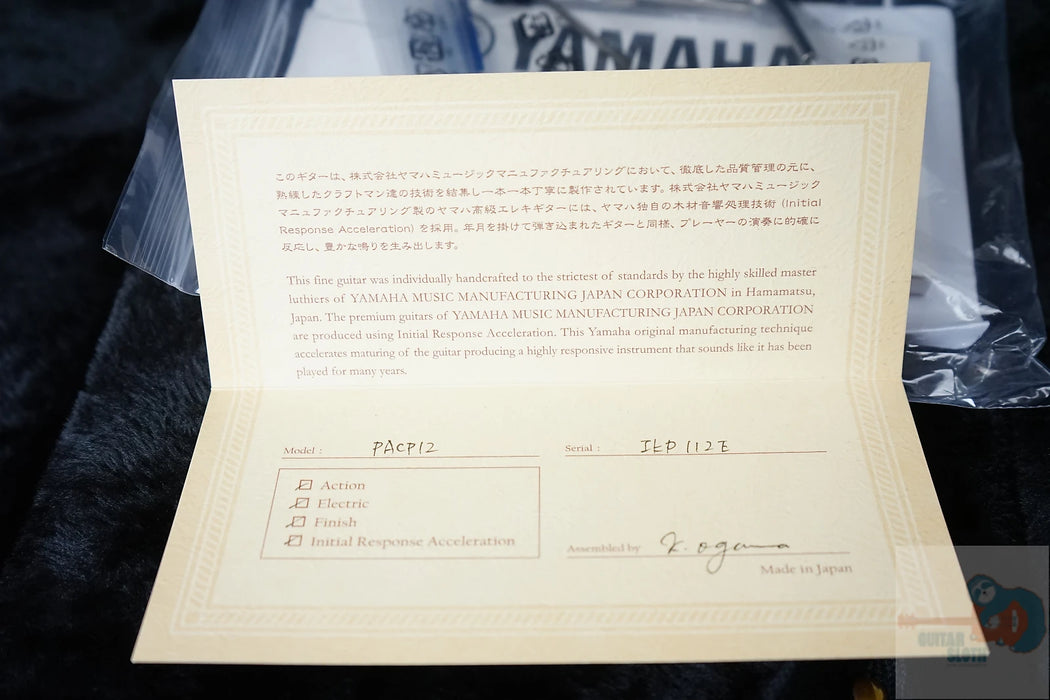 YAMAHA
このギターは、株式会社ヤマハミュージックマニュファクチュアリングにおいて、徹底した品質管理の元に、
熟練したクラフトマン達の技術を結集し一本一本丁寧に製作されています。株式会社ヤマハミュージック
マニュファクチュアリング製のヤマハ高級エレキギターには、ヤマハ独自の木材音響処理技術 (Initial
Response Acceleration) を採用。年月を掛けて弾き込まれたギターと同様、プレーヤーの演奏に的確に
反応し、豊かな鳴りを生み出します。
This fine guitar was individually handcrafted to the strictest of standards by the highly skilled master
luthiers of YAMAHA MUSIC MANUFACTURING JAPAN CORPORATION in Hamamatsu,
Japan. The premium guitars of YAMAHA MUSIC MANUFACTURING JAPAN CORPORATION
are produced using Initial Response Acceleration. This Yamaha original manufacturing technique
accelerates maturing of the guitar producing a highly responsive instrument that sounds like it has been
played for many years.
Model : PACP12
Serial : ILP112E
Action
Electric
Finish
Initial Response Acceleration
Assembled by K. ogawa
Made in Japan
GUITAR
SLOTH